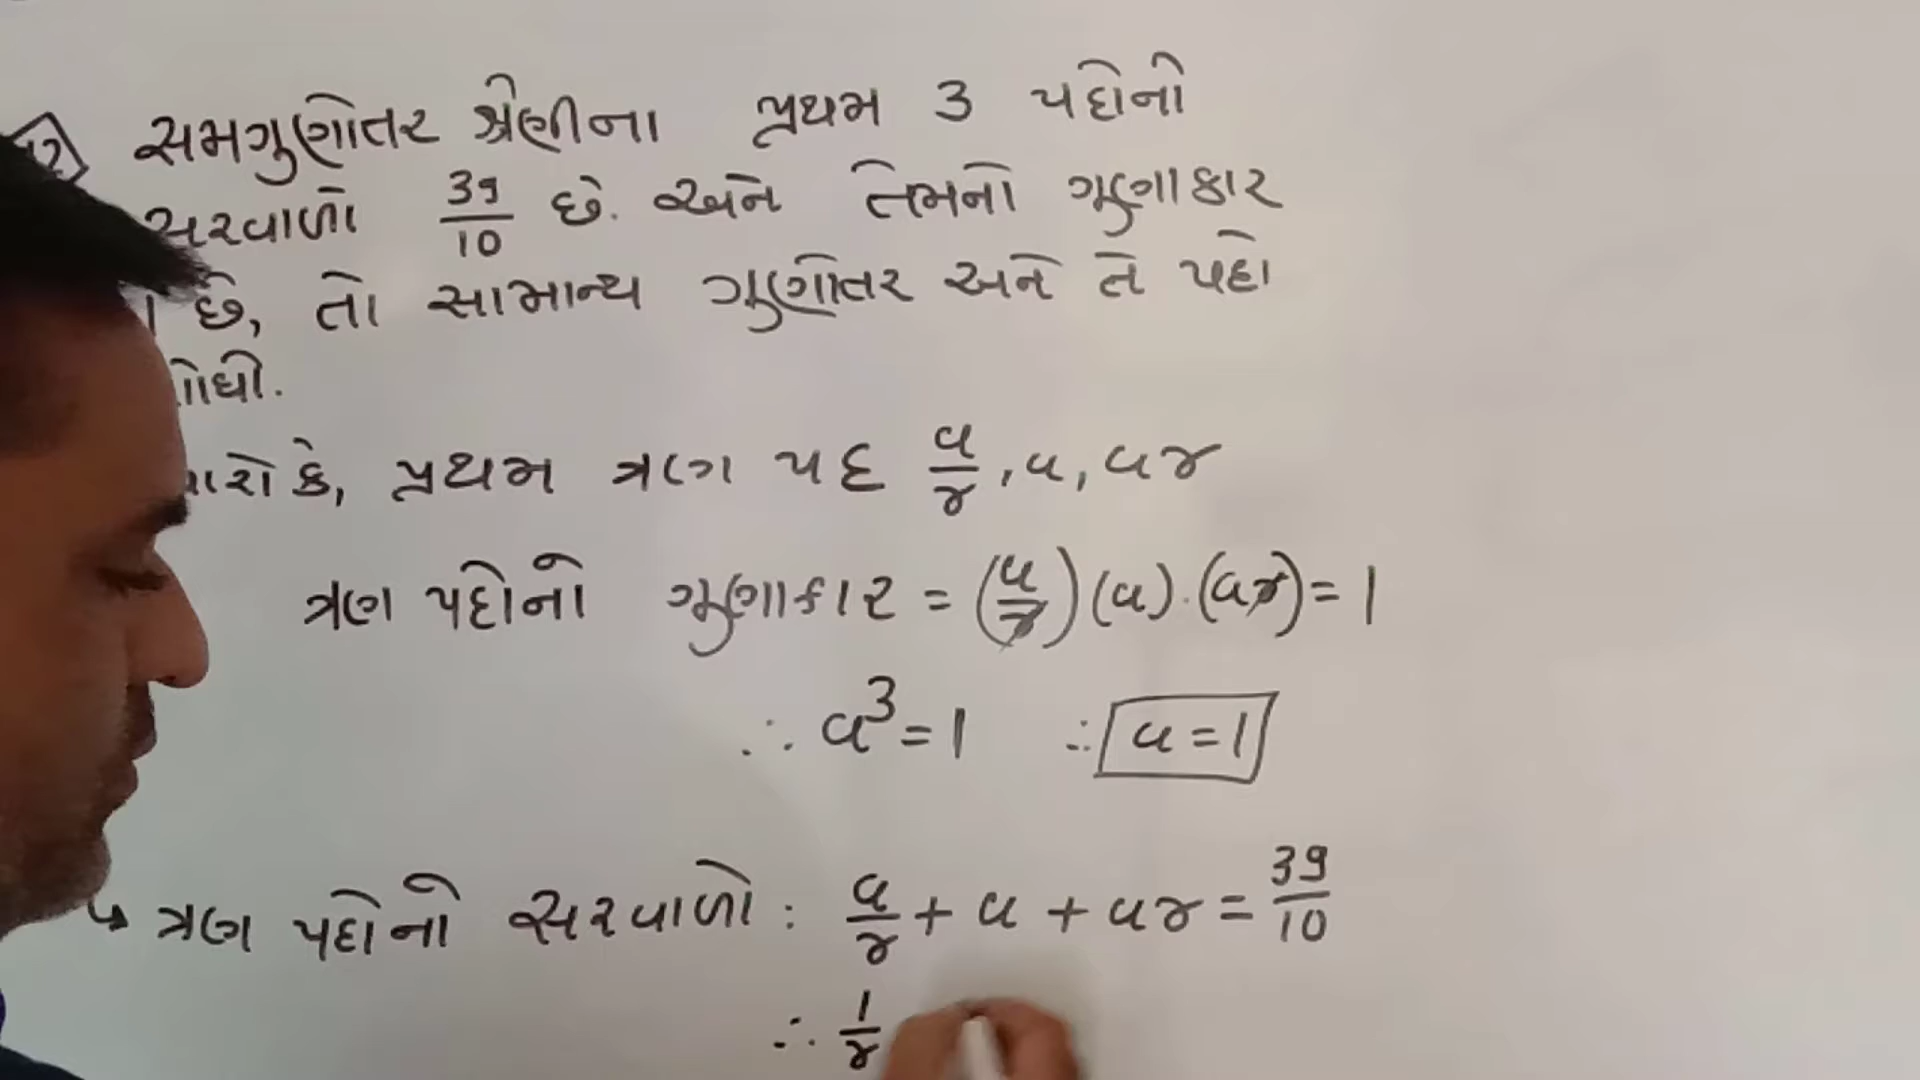 સમગુણોતર શ્રેણીના પ્રથમ 3 પદોનો
સરવાળો 39/10 છે. અને તેમનો ગુણાકાર
છે, તો સામાન્ય ગુણોતર અને તે પદો
પ્રથમ ત્રણ પદ a/r, a, ar
ત્રણ પદોનો ગુણાકાર = (a/r)(a).(ar) = 1
∴ a³ = 1 ∴ a = 1
↳ ત્રણ પદોનો સરવાળો : a/r + a + ar = 39/10
∴ 1/r